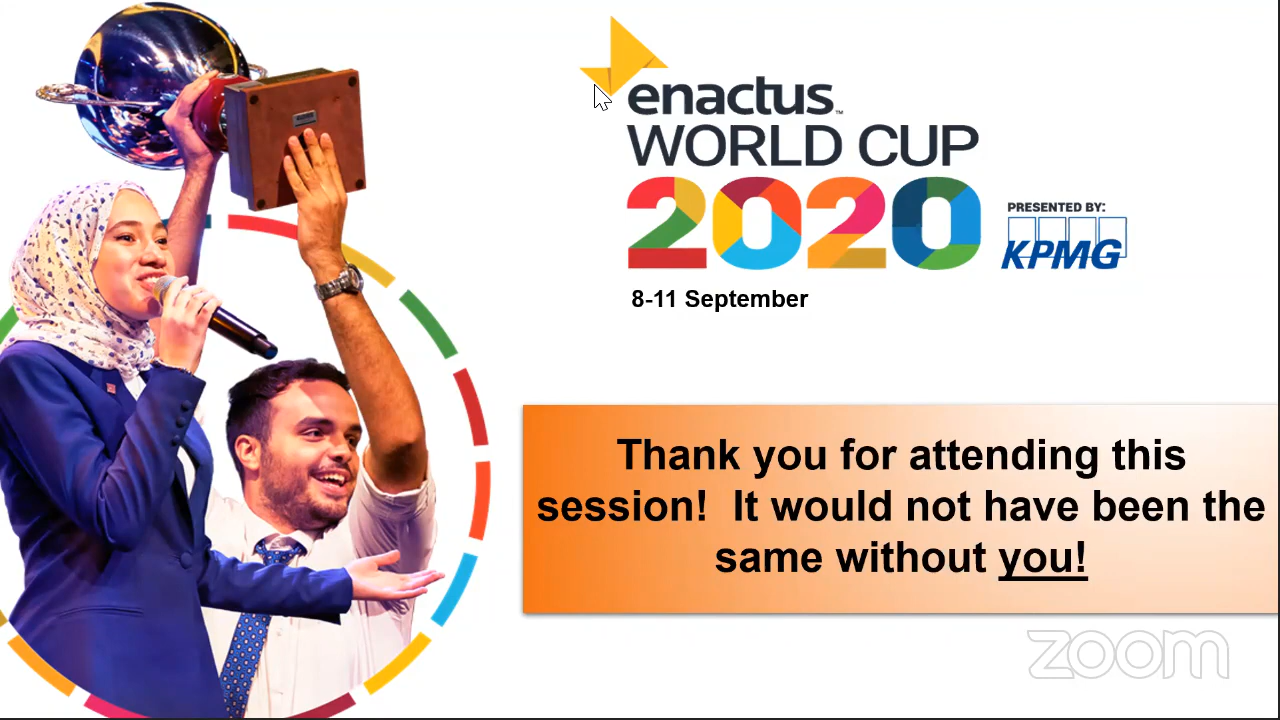 enactus™
WORLD CUP
2020
PRESENTED BY:
KPMG
8-11 September
Thank you for attending this
session!  It would not have been the
same without you!
zoom